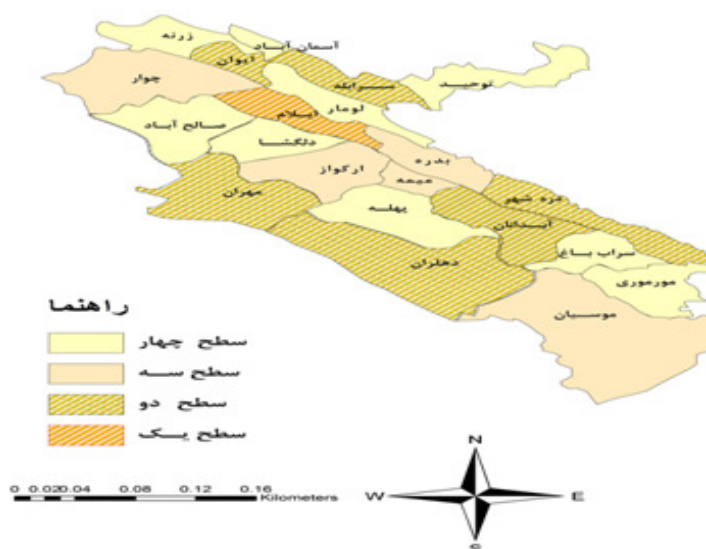 زرنه
آسمان آباد
ایوان
سرابله
توحید
چوار
لومار
ایلام
صالح آباد
دلگشا
بدره
ارکواز
میمه
مهران
دره شهر
پهله
آبدانان
سراب باغ
دهلران
مورموری
موسیان
راهنما
سطح چهار
سطح سه
سطح دو
سطح یک
0 0.020.04 0.08 0.12 0.16
Kilometers
N
W E
S